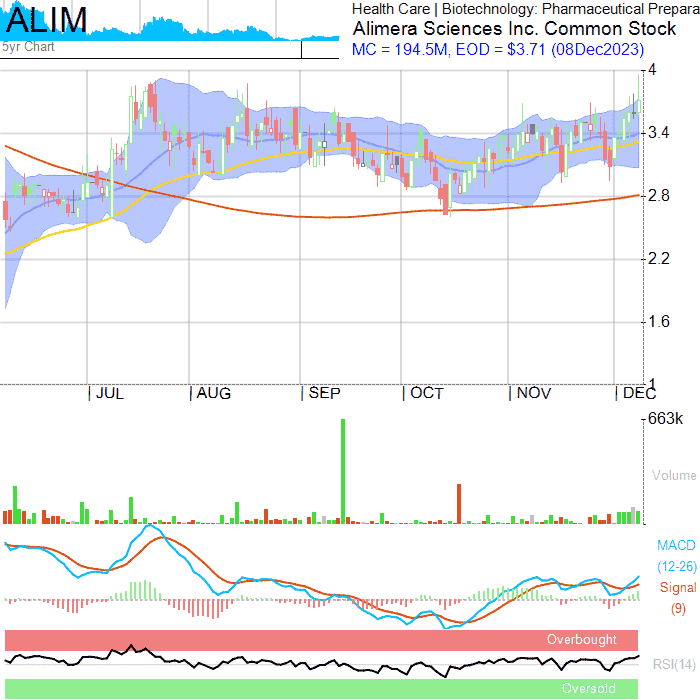 ALIM
5yr Chart
Health Care | Biotechnology: Pharmaceutical Prepara
Alimera Sciences Inc. Common Stock
MC = 194.5M, EOD = $3.71 (08Dec2023)
4
3.4
2.8
2.2
1.6
1
| JUL | AUG | SEP | OCT | NOV | DEC
663k
Volume
MACD
(12-26)
Signal
(9)
Overbought
RSI(14)
Oversold